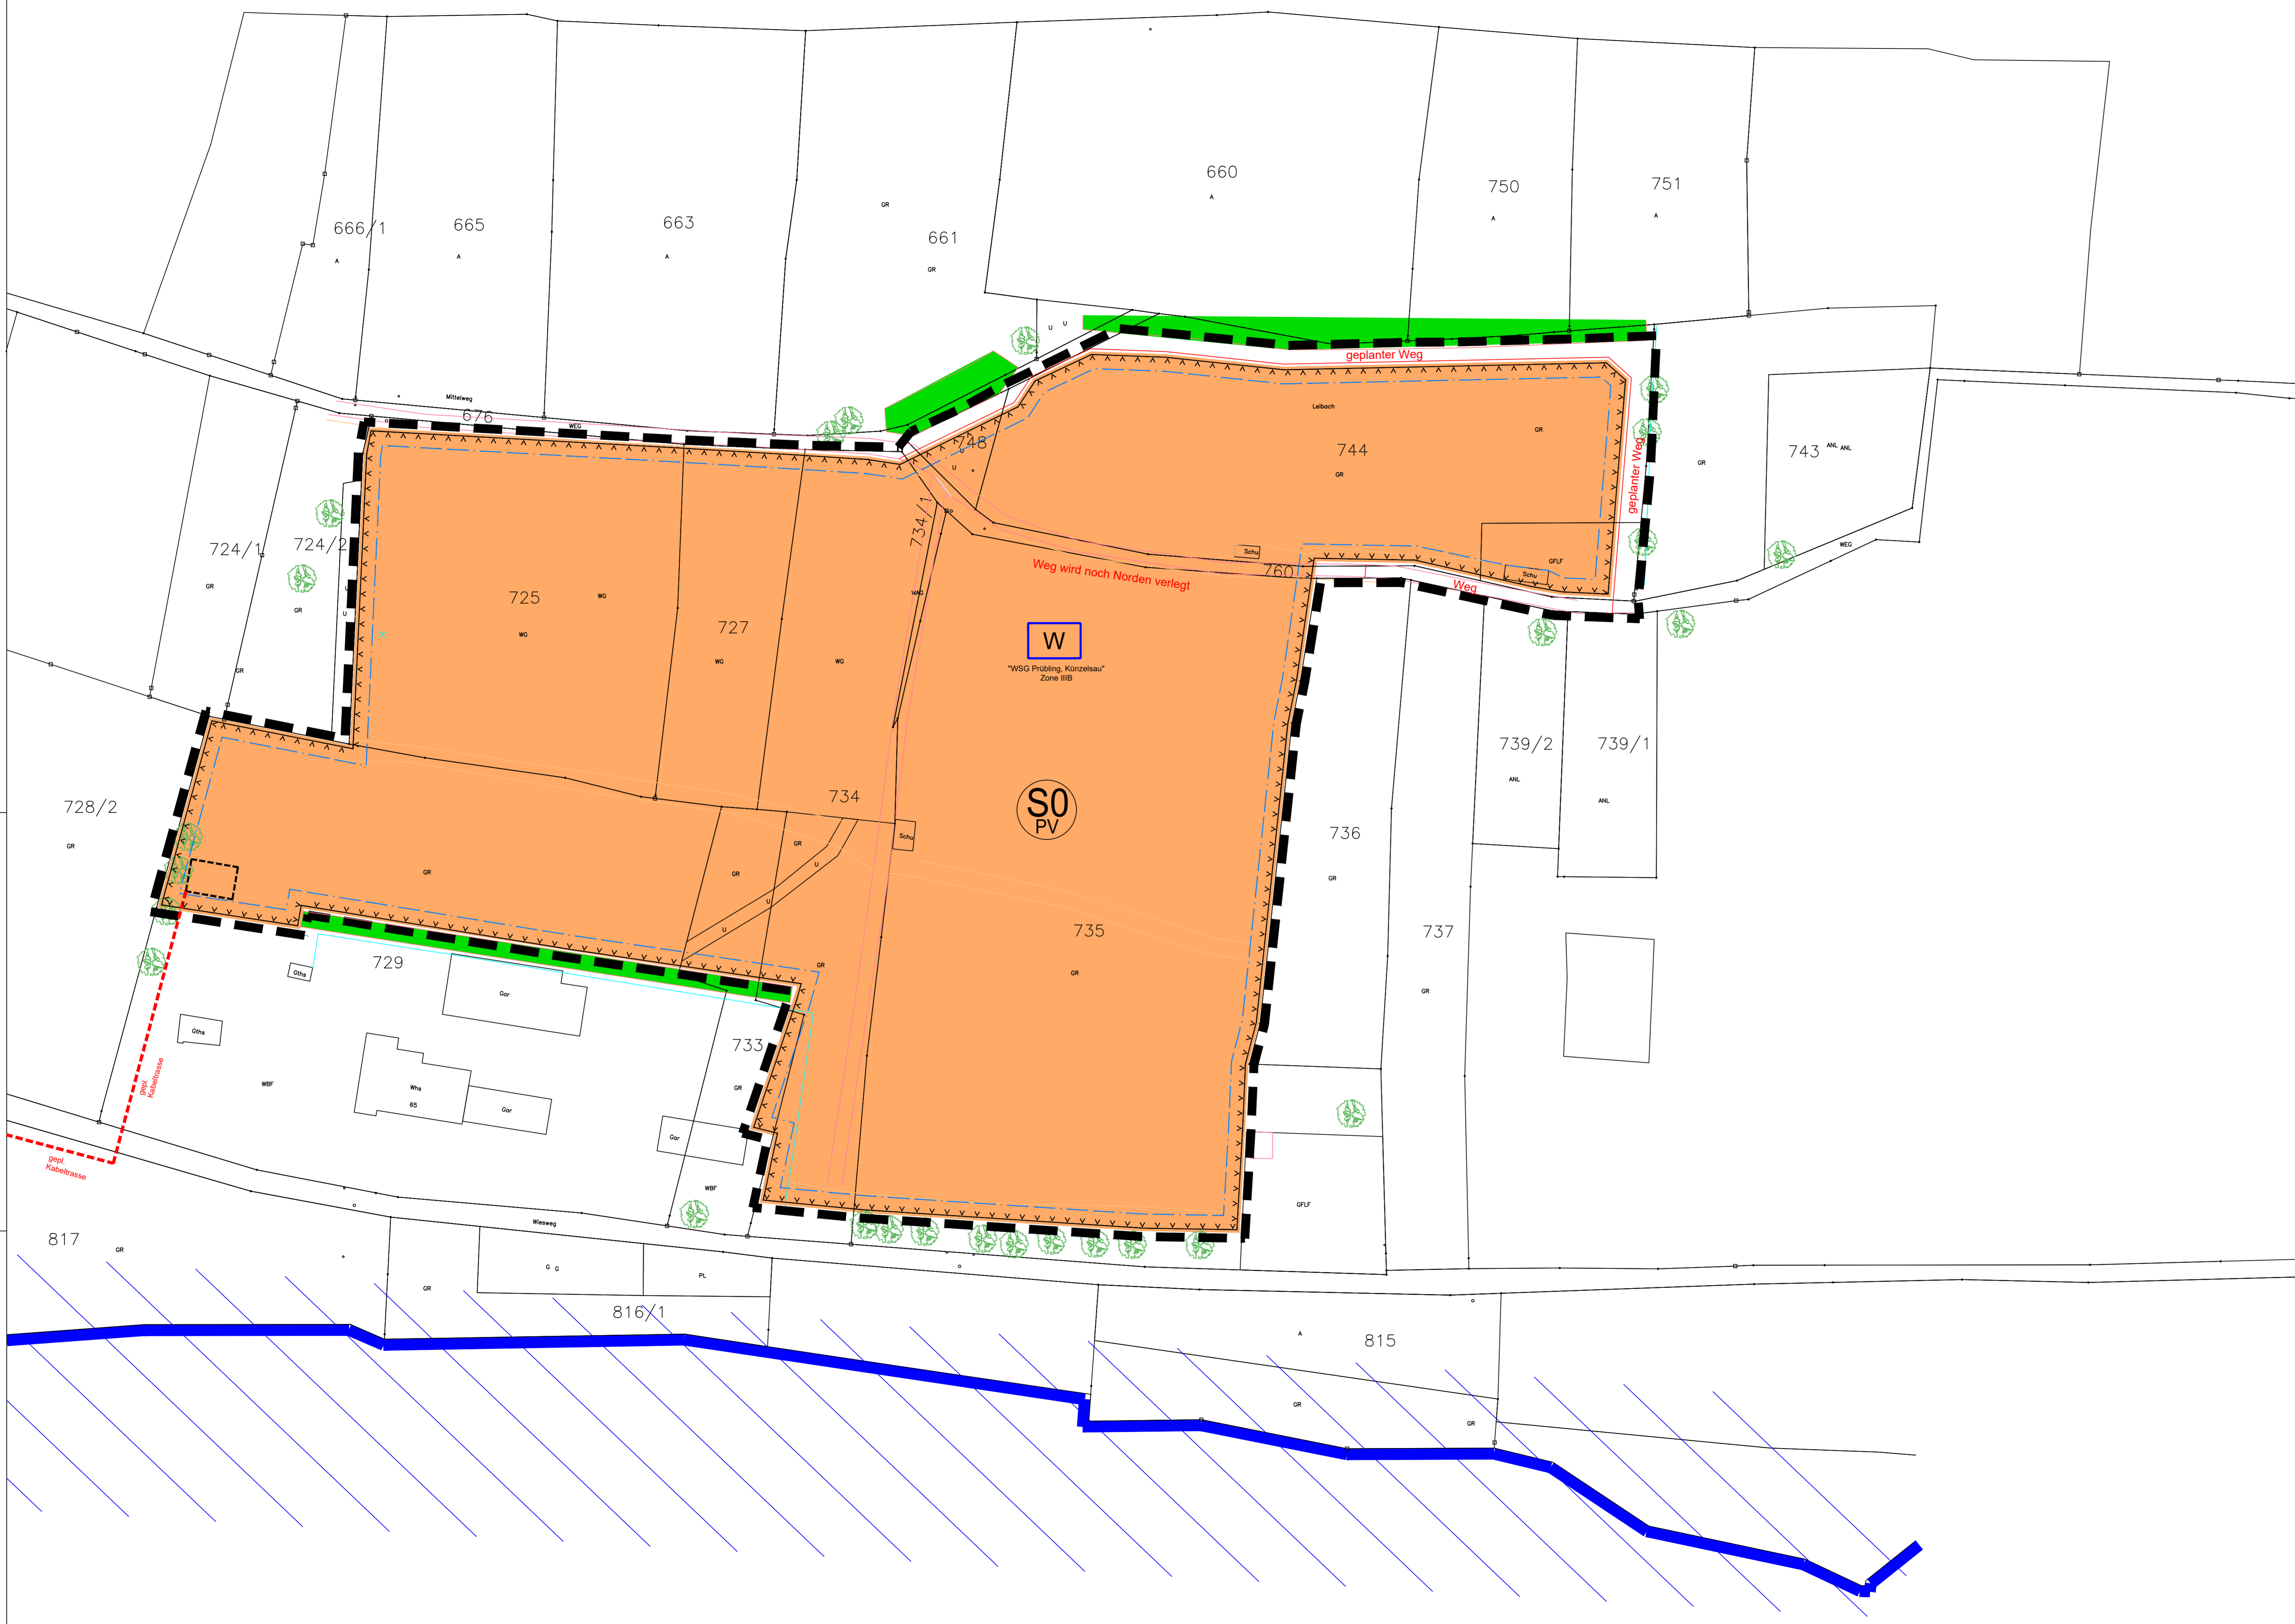 660
A
750
A
751
A
666/1
A
665
A
663
A
GR
661
GR
U
U
geplanter Weg
Mittelweg
676
WEG
Leibach
748
U
U
744
GR
GR
geplanter Weg
GR
743
ANL
ANL
WEG
724/1
GR
724/2
GR
GR
U
U
725
WG
WG
727
WG
WG
734/1
Weg wird noch Norden verlegt
Schu
760
GFLF
Schu
Weg
W
"WSG Prübling, Künzelsau"
Zone IIIB
739/2
ANL
739/1
ANL
728/2
GR
734
S0
PV
736
GR
Schu
GR
GR
GR
U
U
U
735
GR
737
GR
GR
729
Gths
Gar
Gths
733
GR
WBF
Whs
65
Gar
Gar
WBF
gepl.
Kabeltrasse
gepl.
Kabeltrasse
GFLF
Wiesweg
817
GR
GR
G
G
PL
816/1
A
815
GR
GR